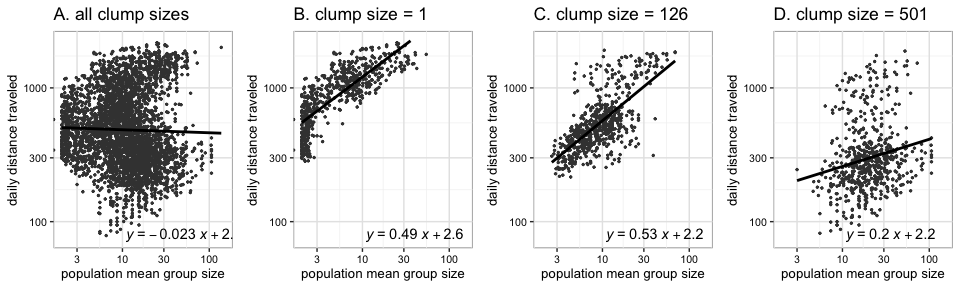 A. all clump sizes
daily distance traveled
1000
300
100
y = − 0.023 x + 2.
3 10 30 100
population mean group size
B. clump size = 1
daily distance traveled
1000
300
100
y = 0.49 x + 2.6
3 10 30 100
population mean group size
C. clump size = 126
daily distance traveled
1000
300
100
y = 0.53 x + 2.2
3 10 30 100
population mean group size
D. clump size = 501
daily distance traveled
1000
300
100
y = 0.2 x + 2.2
3 10 30 100
population mean group size